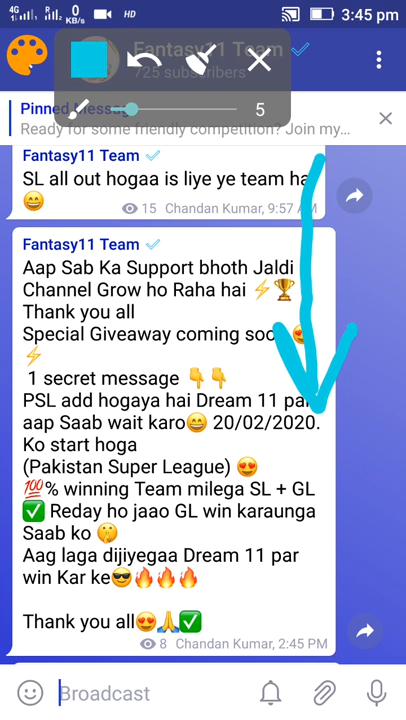 4G
R
0
KB/s
HD
3:45 pm
Fantasy11 Team
725 subscribers
5
Pinned Message
Ready for some friendly competition? Join my...
Fantasy11 Team
SL all out hogaa is liye ye team ha
😄
15 Chandan Kumar, 9:57 AM
Fantasy11 Team
Aap Sab Ka Support bhoth Jaldi
Channel Grow ho Raha hai ⚡🏆
Thank you all
Special Giveaway coming soo 😍
⚡
1 secret message 👇👇
PSL add hogaya hai Dream 11 par
aap Saab wait karo😄 20/02/2020.
Ko start hoga
(Pakistan Super League) 😍
💯% winning Team milega SL + GL
✅ Reday ho jaao GL win karaunga
Saab ko 🤫
Aag laga dijiyegaa Dream 11 par
win Kar ke😎🔥🔥🔥
Thank you all😍🙏✅
8 Chandan Kumar, 2:45 PM
Broadcast